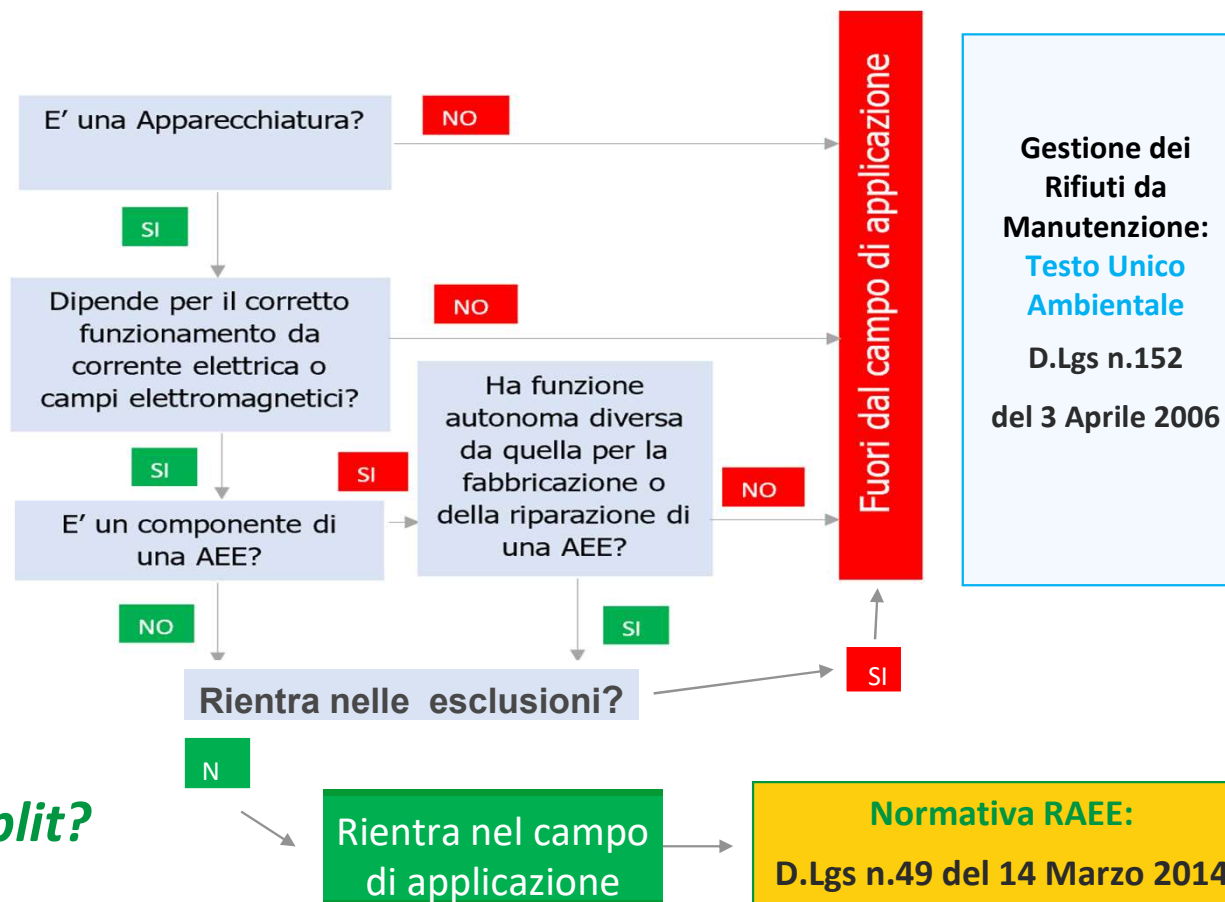 E’ una Apparecchiatura?
NO
SI
Dipende per il corretto
funzionamento da
corrente elettrica o
campi elettromagnetici?
NO
SI
E’ un componente di
una AEE?
SI
Ha funzione
autonoma diversa
da quella per la
fabbricazione o
della riparazione di
una AEE?
NO
NO
SI
Rientra nelle esclusioni?
SI
N
Rientra nel campo
di applicazione
Fuori dal campo di applicazione
Gestione dei
Rifiuti da
Manutenzione:
Testo Unico
Ambientale
D.Lgs n.152
del 3 Aprile 2006
Normativa RAEE:
D.Lgs n.49 del 14 Marzo 2014
plit?